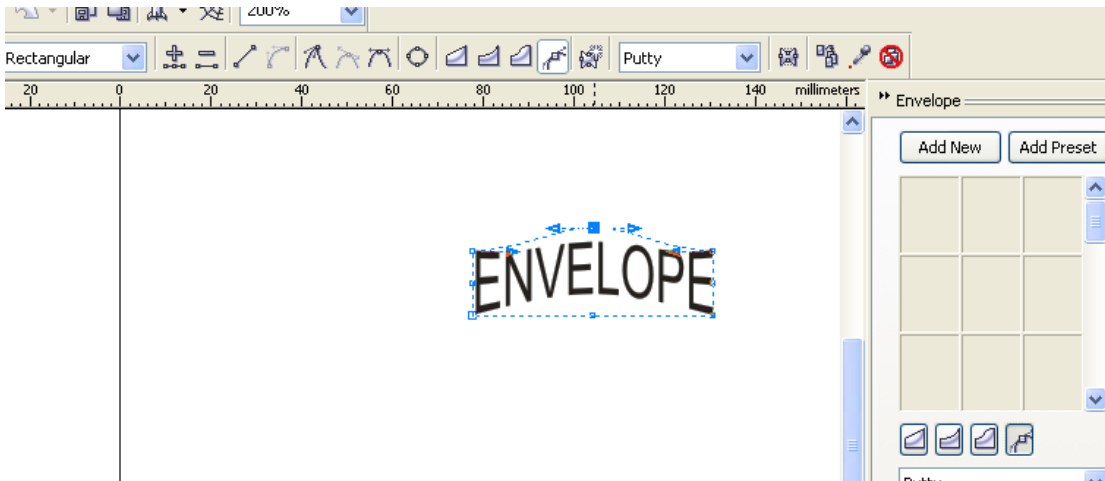 200%
Rectangular Putty
20 0 20 40 60 80 100 120 140 millimeters
Envelope
Add New Add Preset
ENVELOPE
Putty